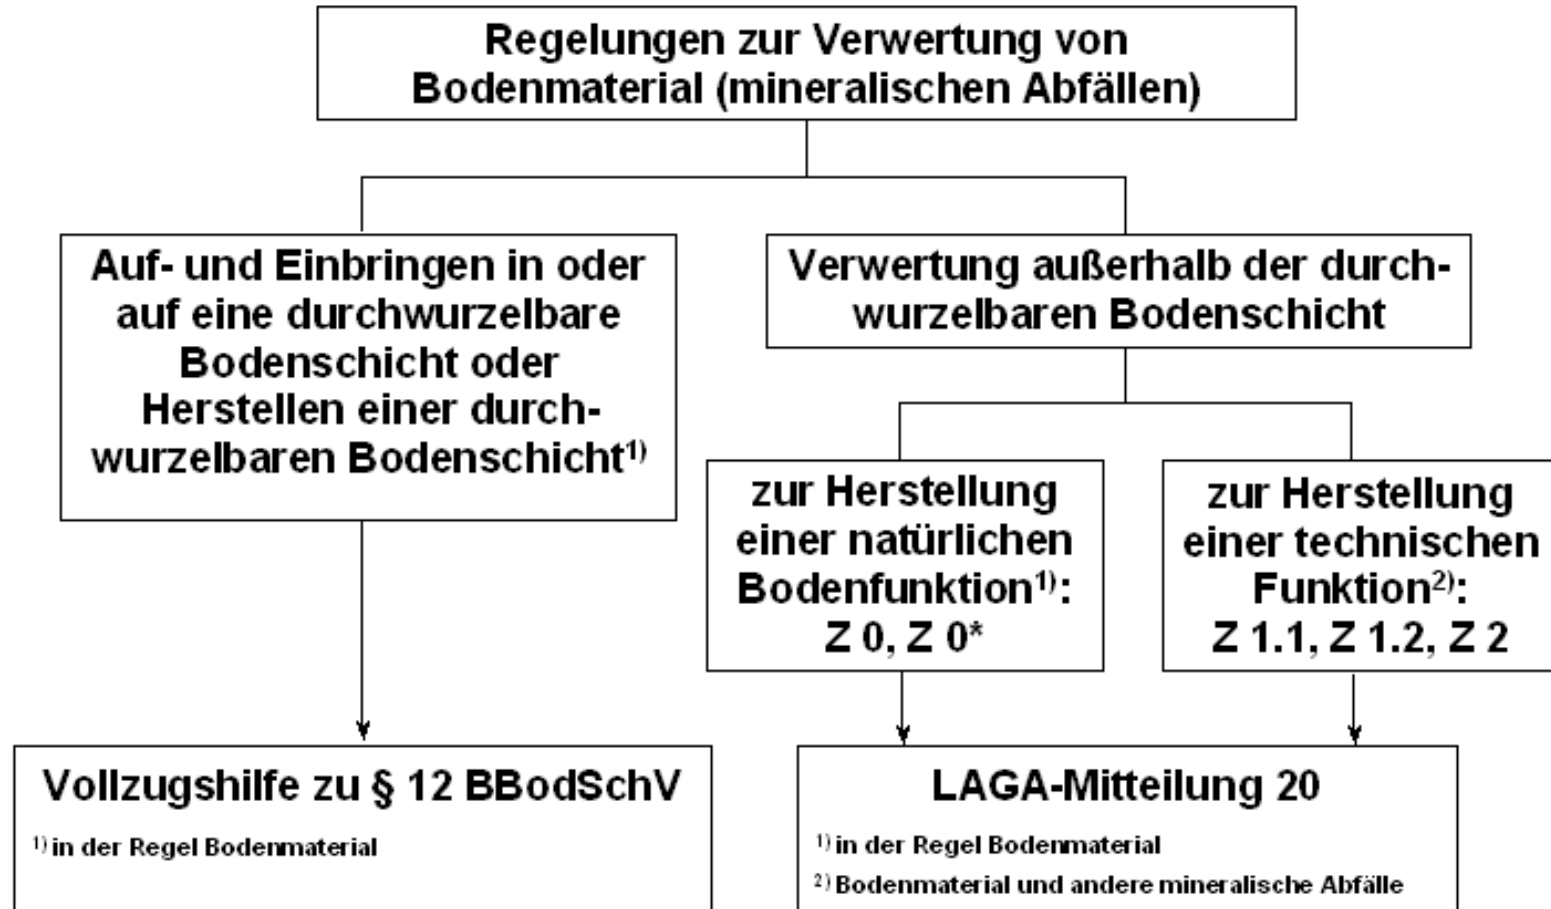 Regelungen zur Verwertung von
Bodenmaterial (mineralischen Abfällen)
Auf- und Einbringen in oder
auf eine durchwurzelbare
Bodenschicht oder
Herstellen einer durch-
wurzelbaren Bodenschicht¹⁾
Verwertung außerhalb der durch-
wurzelbaren Bodenschicht
zur Herstellung
einer natürlichen
Bodenfunktion¹⁾:
Z 0, Z 0*
zur Herstellung
einer technischen
Funktion²⁾:
Z 1.1, Z 1.2, Z 2
Vollzugshilfe zu § 12 BBodSchV
¹⁾ in der Regel Bodenmaterial
LAGA-Mitteilung 20
¹⁾ in der Regel Bodenmaterial
²⁾ Bodenmaterial und andere mineralische Abfälle